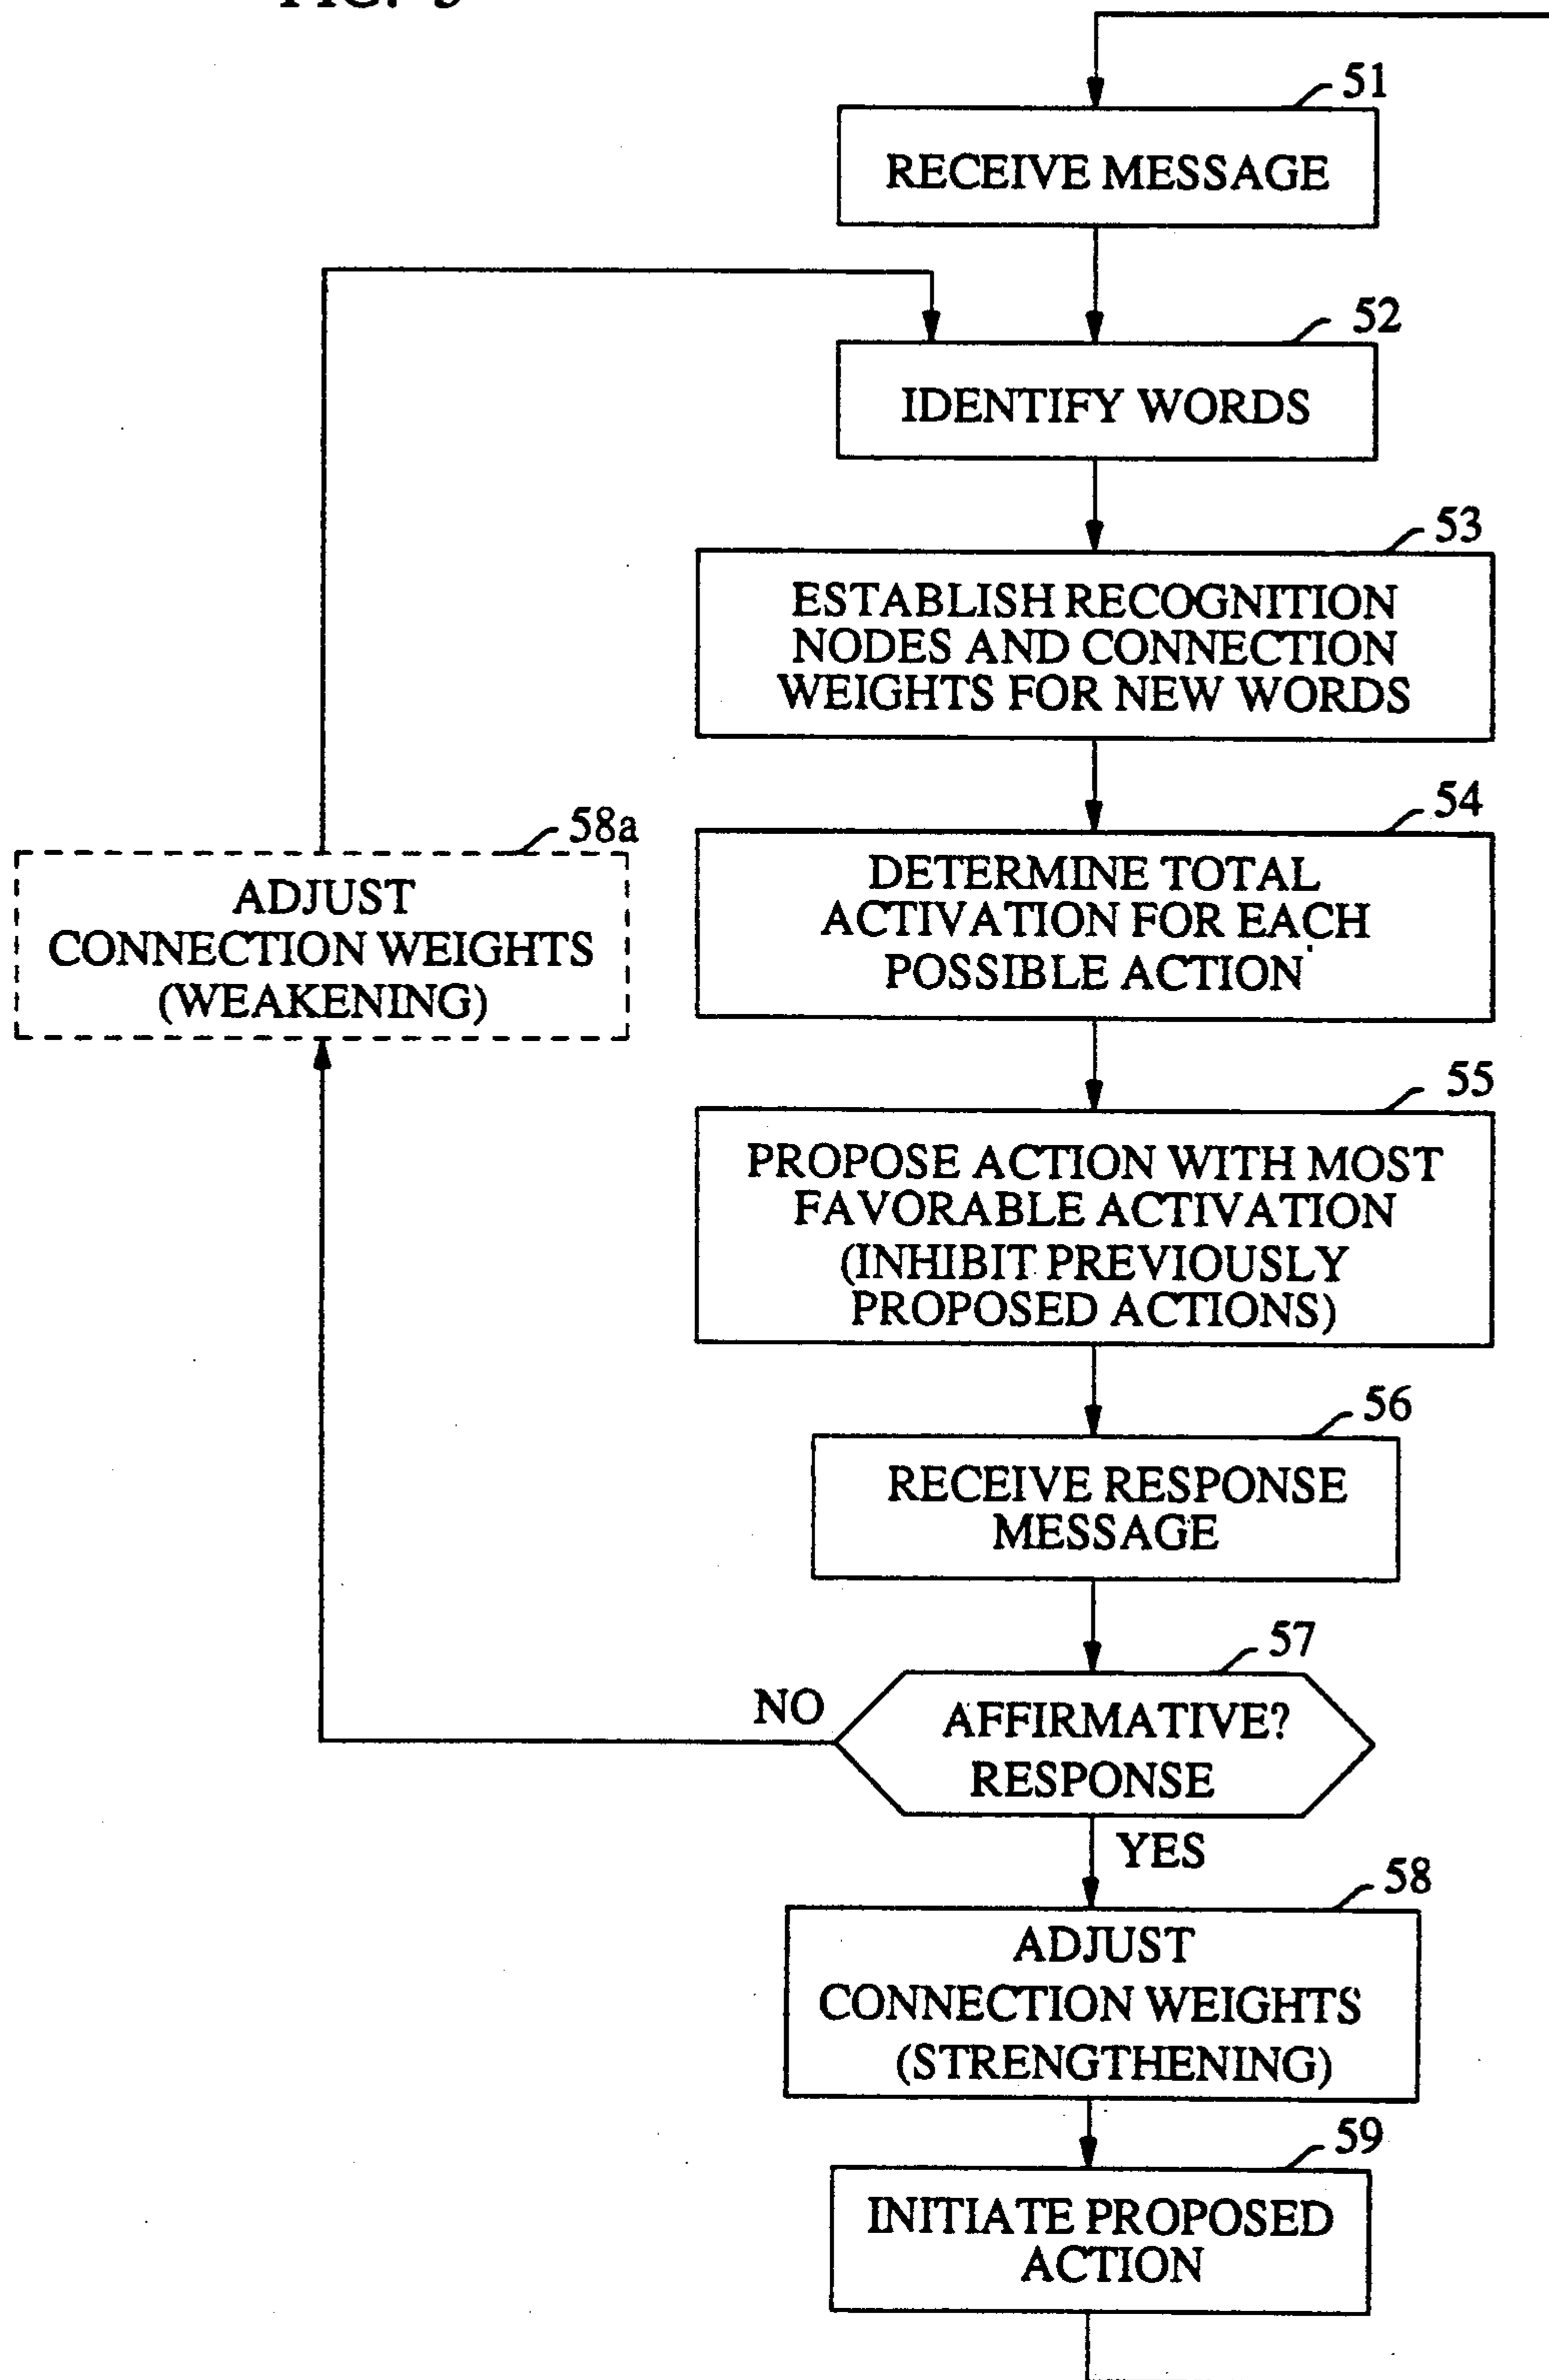 51
RECEIVE MESSAGE
52
IDENTIFY WORDS
53
ESTABLISH RECOGNITION
NODES AND CONNECTION
WEIGHTS FOR NEW WORDS
54
DETERMINE TOTAL
ACTIVATION FOR EACH
POSSIBLE ACTION
58a
ADJUST
CONNECTION WEIGHTS
(WEAKENING)
55
PROPOSE ACTION WITH MOST
FAVORABLE ACTIVATION
(INHIBIT PREVIOUSLY
PROPOSED ACTIONS)
56
RECEIVE RESPONSE
MESSAGE
57
NO
AFFIRMATIVE?
RESPONSE
YES
58
ADJUST
CONNECTION WEIGHTS
(STRENGTHENING)
59
INITIATE PROPOSED
ACTION